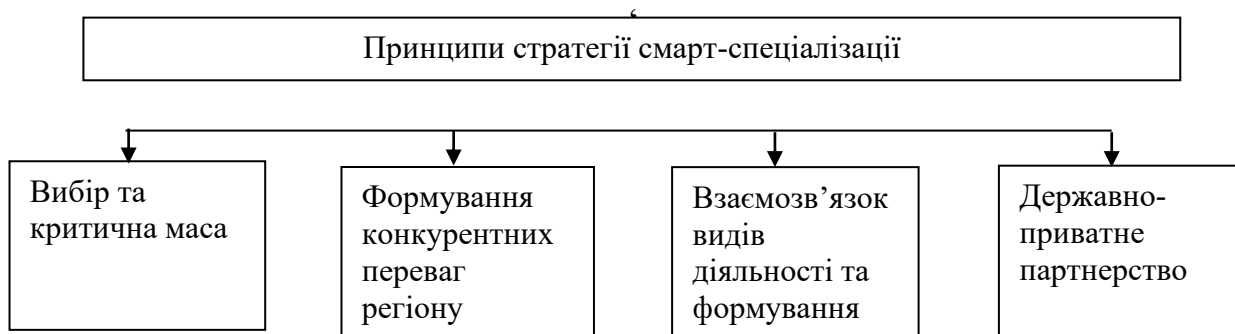 Принципи стратегії смарт-спеціалізації
Вибір та
критична маса
Формування
конкурентних
переваг
регіону
Взаємозв’язок
видів
діяльності та
формування
Державно-
приватне
партнерство